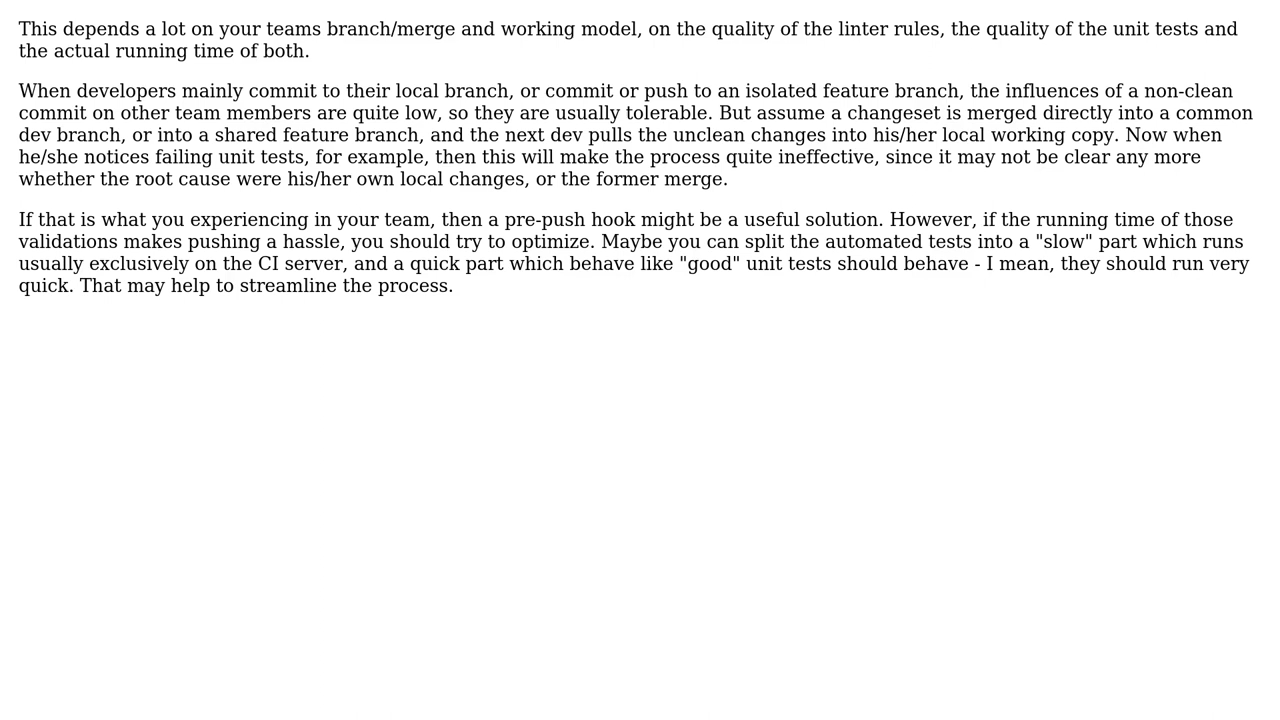 This depends a lot on your teams branch/merge and working model, on the quality of the linter rules, the quality of the unit tests and
the actual running time of both.
When developers mainly commit to their local branch, or commit or push to an isolated feature branch, the influences of a non-clean
commit on other team members are quite low, so they are usually tolerable. But assume a changeset is merged directly into a common
dev branch, or into a shared feature branch, and the next dev pulls the unclean changes into his/her local working copy. Now when
he/she notices failing unit tests, for example, then this will make the process quite ineffective, since it may not be clear any more
whether the root cause were his/her own local changes, or the former merge.
If that is what you experiencing in your team, then a pre-push hook might be a useful solution. However, if the running time of those
validations makes pushing a hassle, you should try to optimize. Maybe you can split the automated tests into a "slow" part which runs
usually exclusively on the CI server, and a quick part which behave like "good" unit tests should behave - I mean, they should run very
quick. That may help to streamline the process.